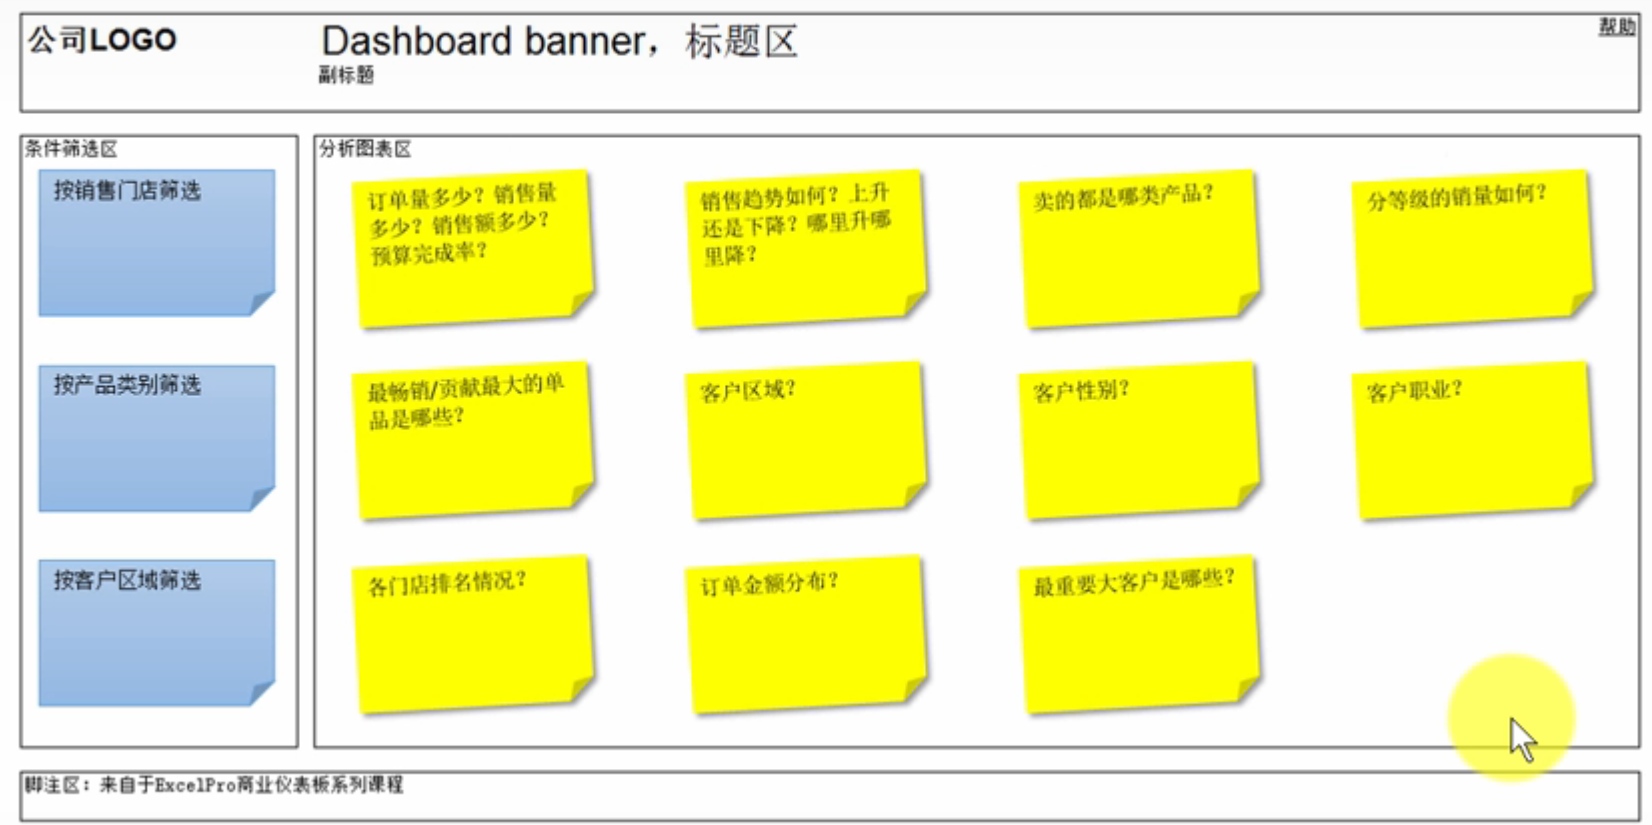 公司LOGO
Dashboard banner，标题区
副标题
帮助
条件筛选区
按销售门店筛选
按产品类别筛选
按客户区域筛选
分析图表区
订单量多少？销售量
多少？销售额多少？
预算完成率？
销售趋势如何？上升
还是下降？哪里升哪
里降？
卖的都是哪类产品？
分等级的销量如何？
最畅销/贡献最大的单
品是哪些？
客户区域？
客户性别？
客户职业？
各门店排名情况？
订单金额分布？
最重要大客户是哪些？
脚注区：来自于ExcelPro商业仪表板系列课程